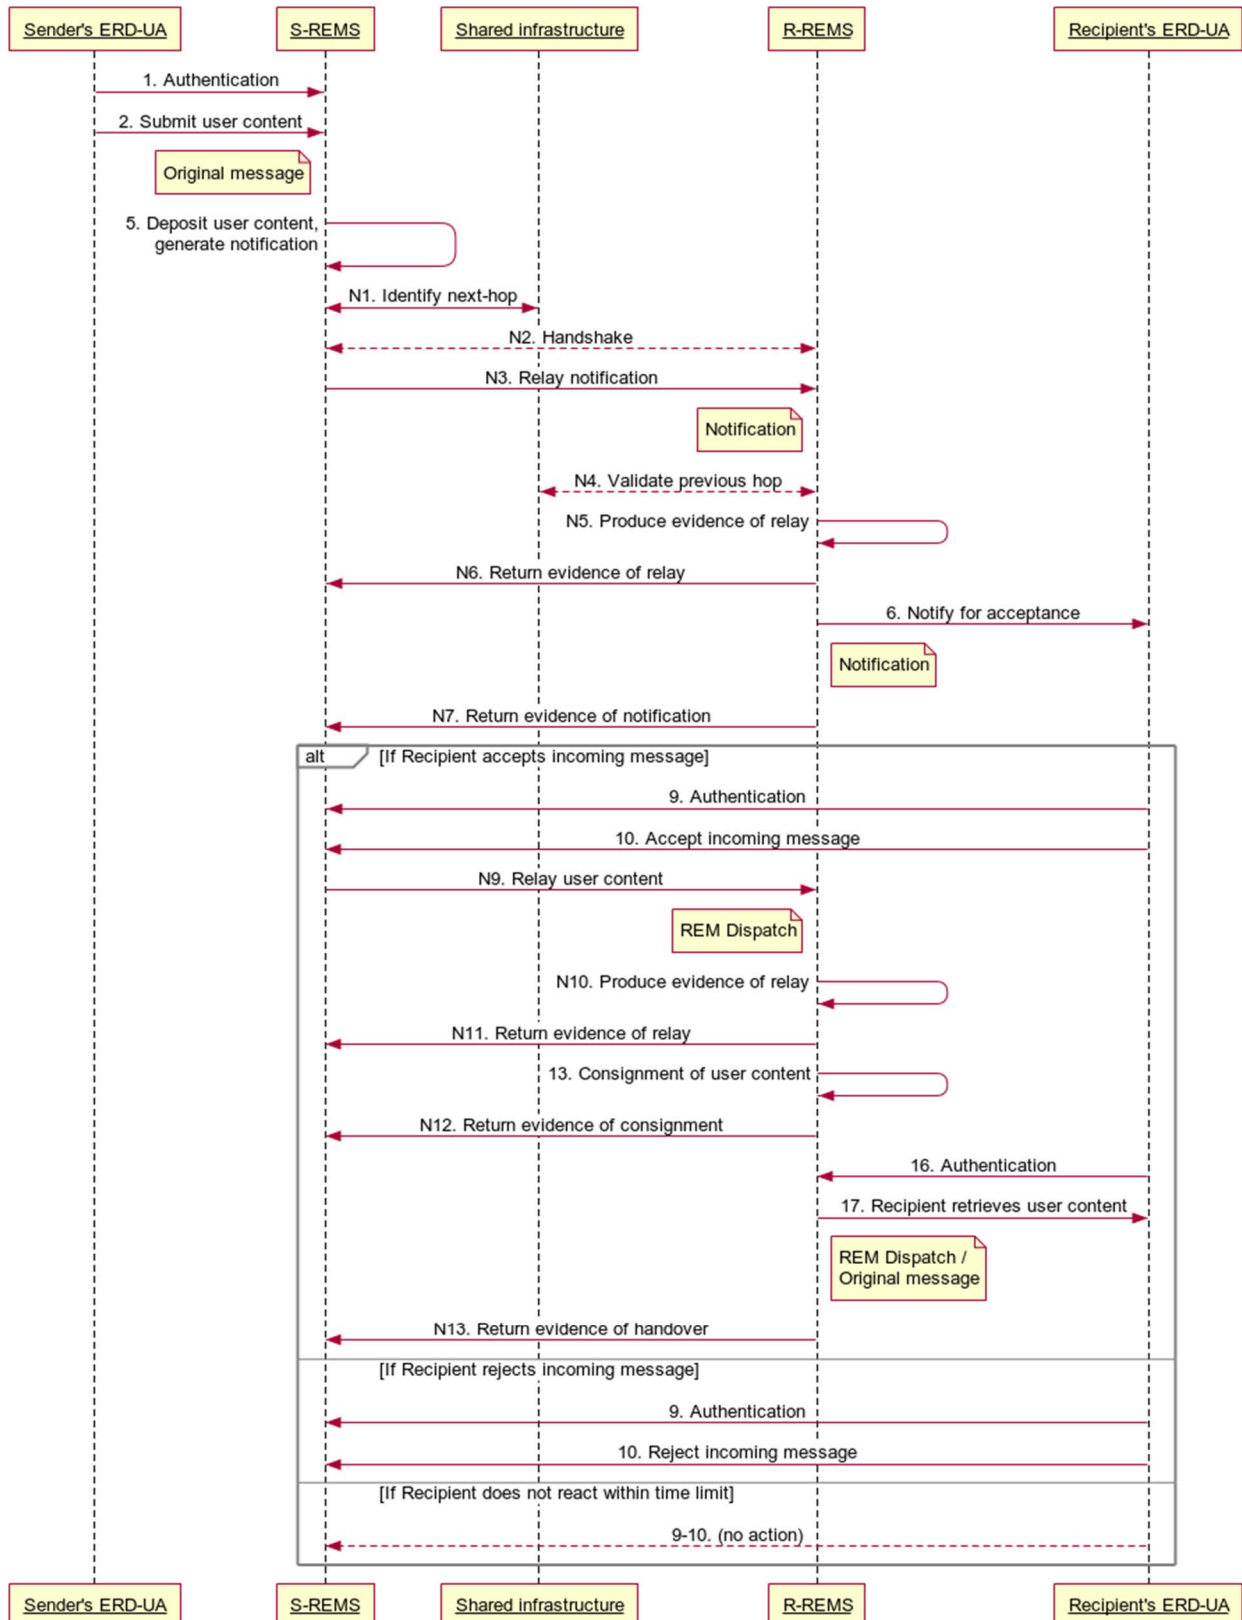 Sender's ERD-UA
S-REMS
Shared infrastructure
R-REMS
Recipient's ERD-UA
1. Authentication
2. Submit user content
Original message
5. Deposit user content,
generate notification
N1. Identify next-hop
N2. Handshake
N3. Relay notification
Notification
N4. Validate previous hop
N5. Produce evidence of relay
N6. Return evidence of relay
6. Notify for acceptance
Notification
N7. Return evidence of notification
alt
[If Recipient accepts incoming message]
9. Authentication
10. Accept incoming message
N9. Relay user content
REM Dispatch
N10. Produce evidence of relay
N11. Return evidence of relay
13. Consignment of user content
N12. Return evidence of consignment
16. Authentication
17. Recipient retrieves user content
REM Dispatch /
Original message
N13. Return evidence of handover
[If Recipient rejects incoming message]
9. Authentication
10. Reject incoming message
[If Recipient does not react within time limit]
9-10. (no action)
Sender's ERD-UA
S-REMS
Shared infrastructure
R-REMS
Recipient's ERD-UA